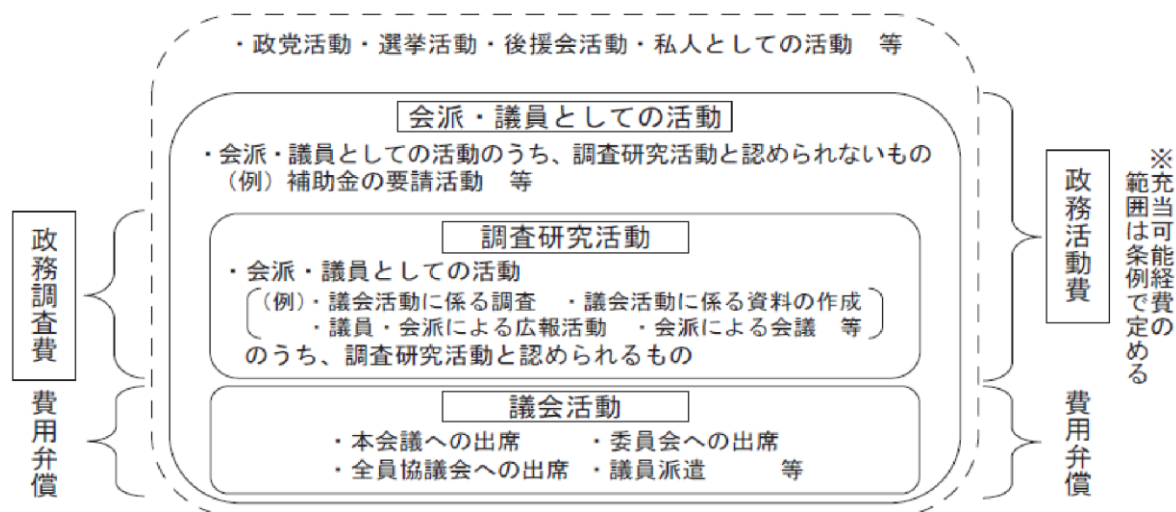 ・政党活動・選挙活動・後援会活動・私人としての活動　等
会派・議員としての活動
・会派・議員としての活動のうち、調査研究活動と認められないもの
（例）補助金の要請活動　等
調査研究活動
・会派・議員としての活動
（例）・議会活動に係る調査　・議会活動に係る資料の作成
・議員・会派による広報活動　・会派による会議　等
のうち、調査研究活動と認められるもの
議会活動
・本会議への出席　・委員会への出席
・全員協議会への出席　・議員派遣　等
政務調査費
費用弁償
政務活動費
※充当可能経費の
範囲は条例で定める
費用弁償